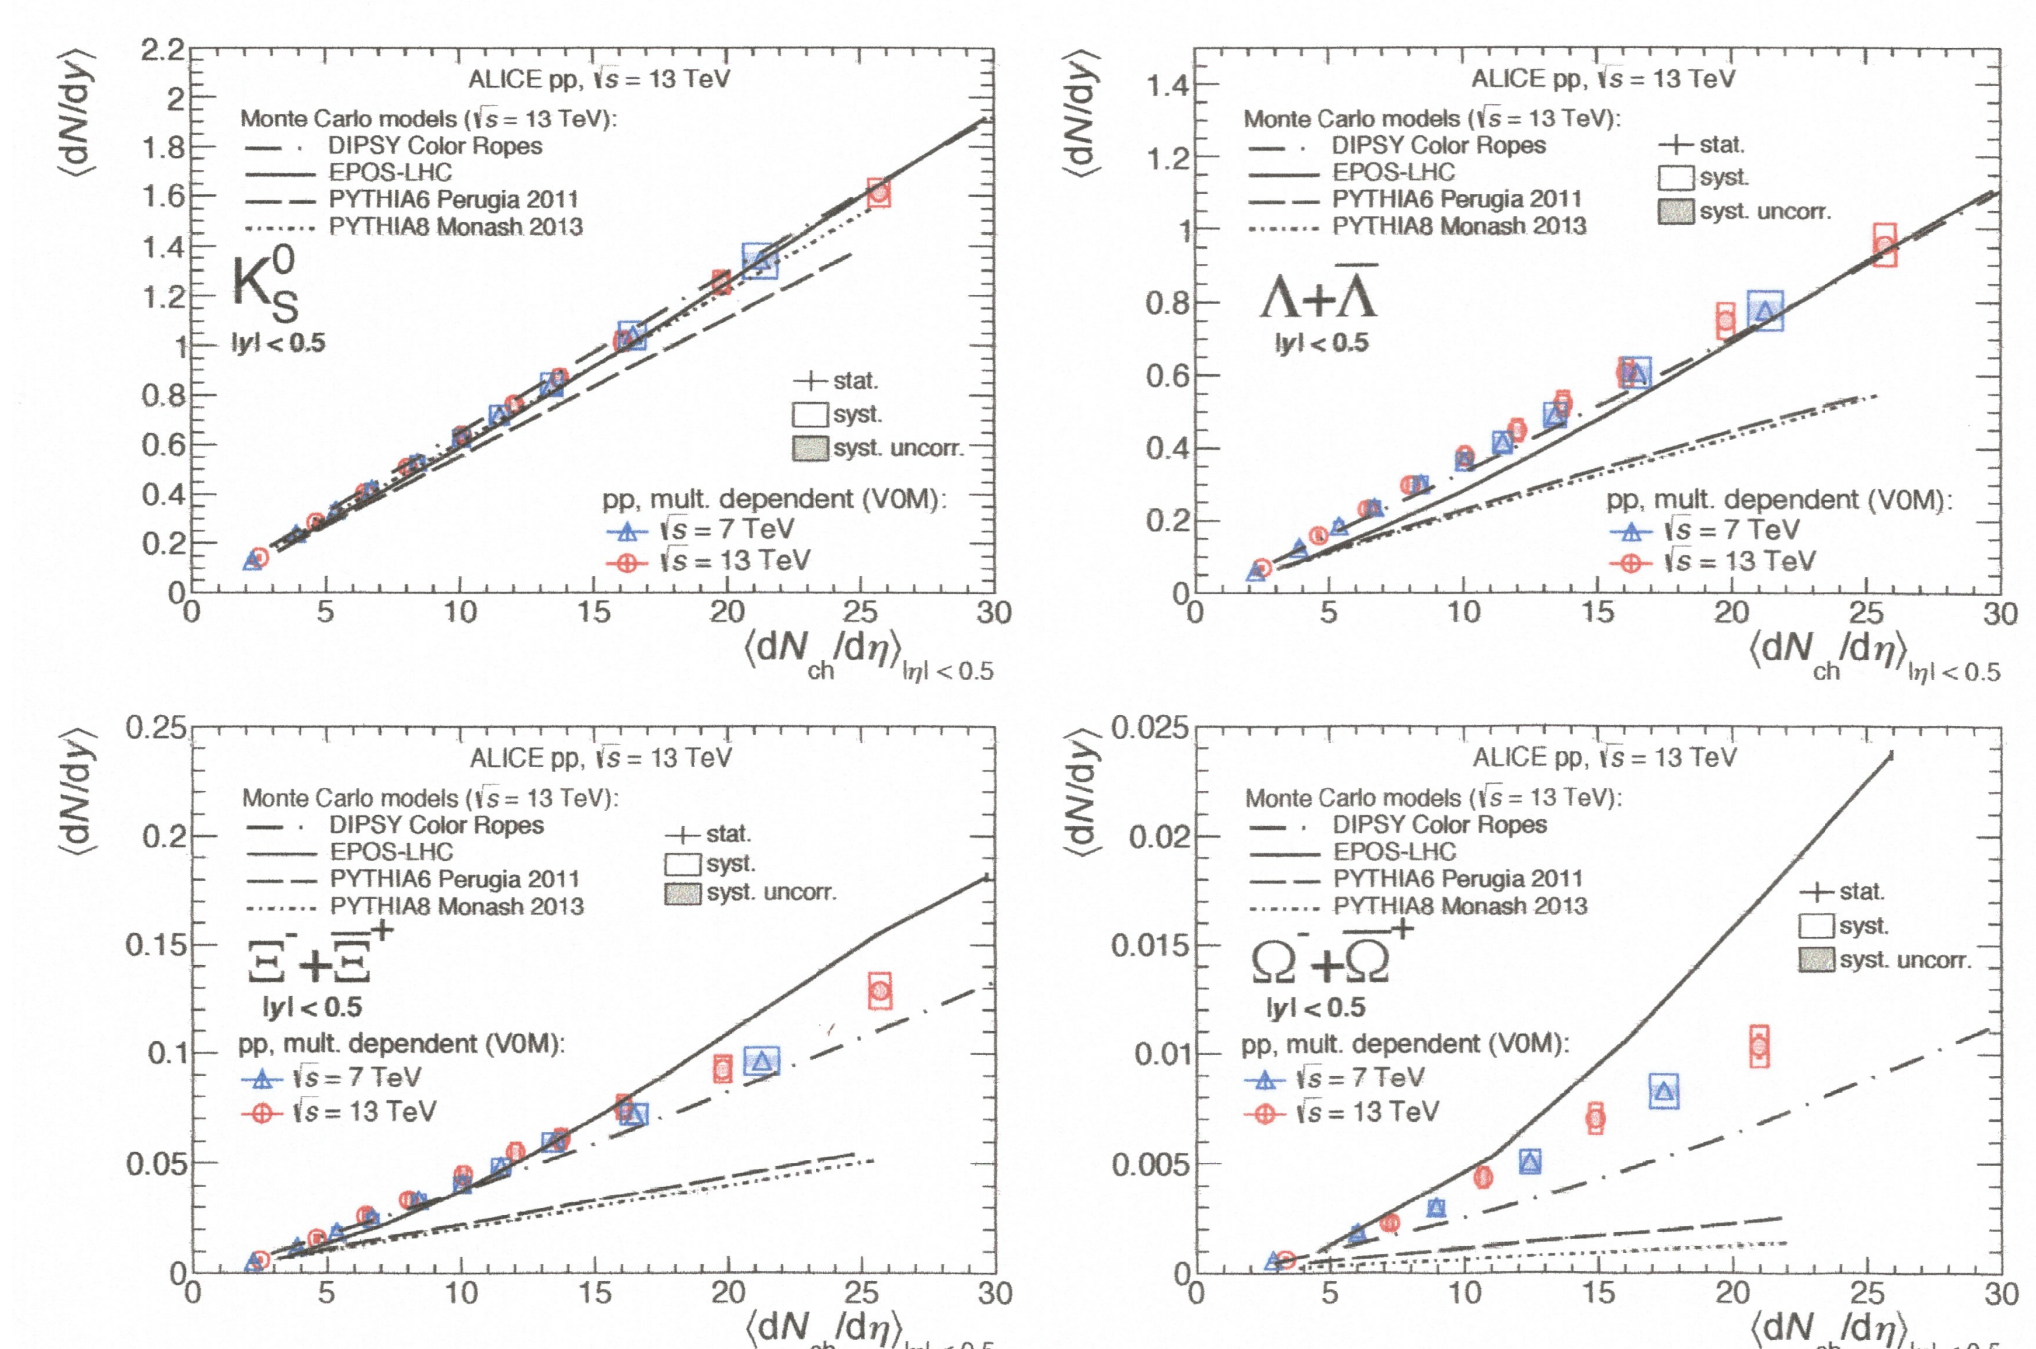 ⟨dN/dy⟩
2.2
2
1.8
1.6
1.4
1.2
1
0.8
0.6
0.4
0.2
0
ALICE pp, √s = 13 TeV
Monte Carlo models (√s = 13 TeV):
DIPSY Color Ropes
EPOS-LHC
PYTHIA6 Perugia 2011
PYTHIA8 Monash 2013
K⁰_S
|y| < 0.5
stat.
syst.
syst. uncorr.
pp, mult. dependent (V0M):
√s = 7 TeV
√s = 13 TeV
0 5 10 15 20 25 30
⟨dN_ch/dη⟩_|η| < 0.5
⟨dN/dy⟩
1.4
1.2
1
0.8
0.6
0.4
0.2
0
ALICE pp, √s = 13 TeV
Monte Carlo models (√s = 13 TeV):
DIPSY Color Ropes
EPOS-LHC
PYTHIA6 Perugia 2011
PYTHIA8 Monash 2013
stat.
syst.
syst. uncorr.
Λ+Λ̅
|y| < 0.5
pp, mult. dependent (V0M):
√s = 7 TeV
√s = 13 TeV
0 5 10 15 20 25 30
⟨dN_ch/dη⟩_|η| < 0.5
⟨dN/dy⟩
0.25
0.2
0.15
0.1
0.05
0
ALICE pp, √s = 13 TeV
Monte Carlo models (√s = 13 TeV):
DIPSY Color Ropes
EPOS-LHC
PYTHIA6 Perugia 2011
PYTHIA8 Monash 2013
stat.
syst.
syst. uncorr.
Ξ⁻+Ξ̅⁺
|y| < 0.5
pp, mult. dependent (V0M):
√s = 7 TeV
√s = 13 TeV
0 5 10 15 20 25 30
⟨dN_ch/dη⟩_|η| < 0.5
⟨dN/dy⟩
0.025
0.02
0.015
0.01
0.005
0
ALICE pp, √s = 13 TeV
Monte Carlo models (√s = 13 TeV):
DIPSY Color Ropes
EPOS-LHC
PYTHIA6 Perugia 2011
PYTHIA8 Monash 2013
stat.
syst.
syst. uncorr.
Ω⁻+Ω̅⁺
|y| < 0.5
pp, mult. dependent (V0M):
√s = 7 TeV
√s = 13 TeV
0 5 10 15 20 25 30
⟨dN_ch/dη⟩_|η| < 0.5